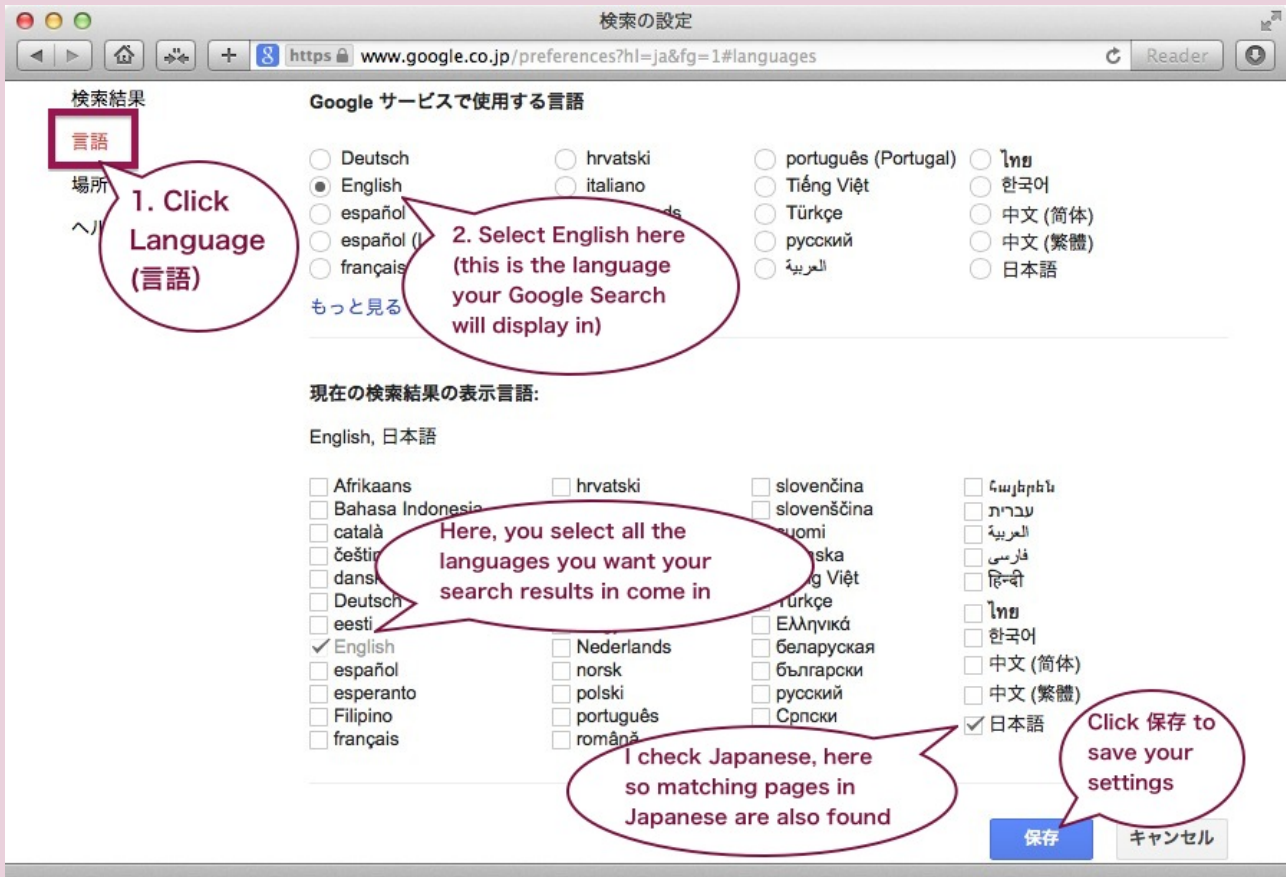 検索の設定
https www.google.co.jp/preferences?hl=ja&fg=1#languages
Reader
検索結果
言語
場所
1. Click
Language
(言語)
Google サービスで使用する言語
Deutsch
English
español
español
français
もっと見る
hrvatski
italiano
português (Portugal)
Tiếng Việt
Türkçe
русский
العربية
ไทย
한국어
中文 (简体)
中文 (繁體)
日本語
2. Select English here
(this is the language
your Google Search
will display in)
現在の検索結果の表示言語:
English, 日本語
Afrikaans
Bahasa Indonesia
català
dansk
Deutsch
eesti
English
español
esperanto
Filipino
français
hrvatski
Nederlands
norsk
polski
português
română
slovenčina
slovenščina
suomi
Türkçe
Ελληνικά
беларуская
български
русский
Српски
Հայերեն
עברית
العربية
فارسی
हिन्दी
ไทย
한국어
中文 (简体)
中文 (繁體)
日本語
Here, you select all the
languages you want your
search results in come in
I check Japanese, here
so matching pages in
Japanese are also found
Click 保存 to
save your
settings
保存
キャンセル